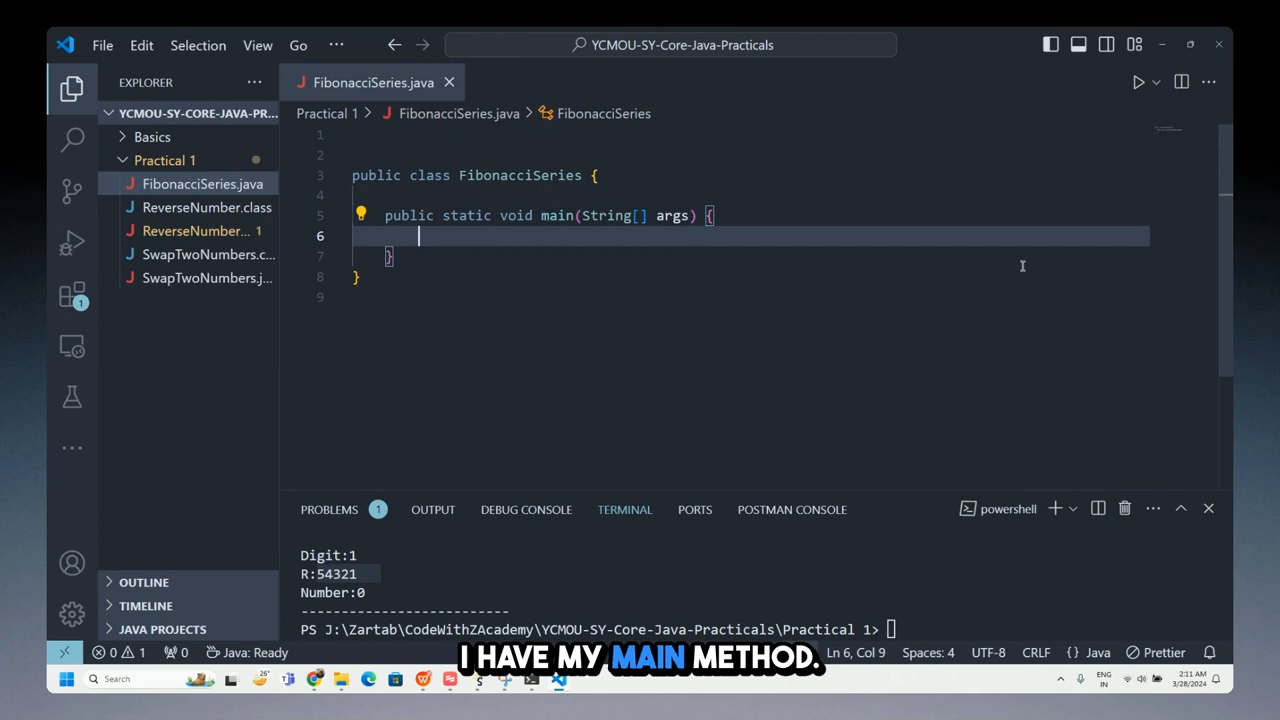 File Edit Selection View Go ···
YCMOU-SY-Core-Java-Practicals
EXPLORER ···
FibonacciSeries.java
YCMOU-SY-CORE-JAVA-PR...
Practical 1 > FibonacciSeries.java > FibonacciSeries
Basics
Practical 1
FibonacciSeries.java
ReverseNumber.class
ReverseNumber... 1
SwapTwoNumbers.c...
SwapTwoNumbers.j...
1
1
2
3 public class FibonacciSeries {
4
5 public static void main(String[] args) {
6
7 }
8 }
9
PROBLEMS 1 OUTPUT DEBUG CONSOLE TERMINAL PORTS POSTMAN CONSOLE powershell
Digit:1
R:54321
Number:0
-------------------------
PS J:\Zartab\CodeWithZAcademy\YCMOU-SY-Core-Java-Practicals\Practical 1>
OUTLINE
TIMELINE
JAVA PROJECTS
0 1 0 Java: Ready Ln 6, Col 9 Spaces: 4 UTF-8 CRLF {} Java Prettier
I HAVE MY MAIN METHOD.
Search 26° ENG IN 2:11 AM 3/28/2024